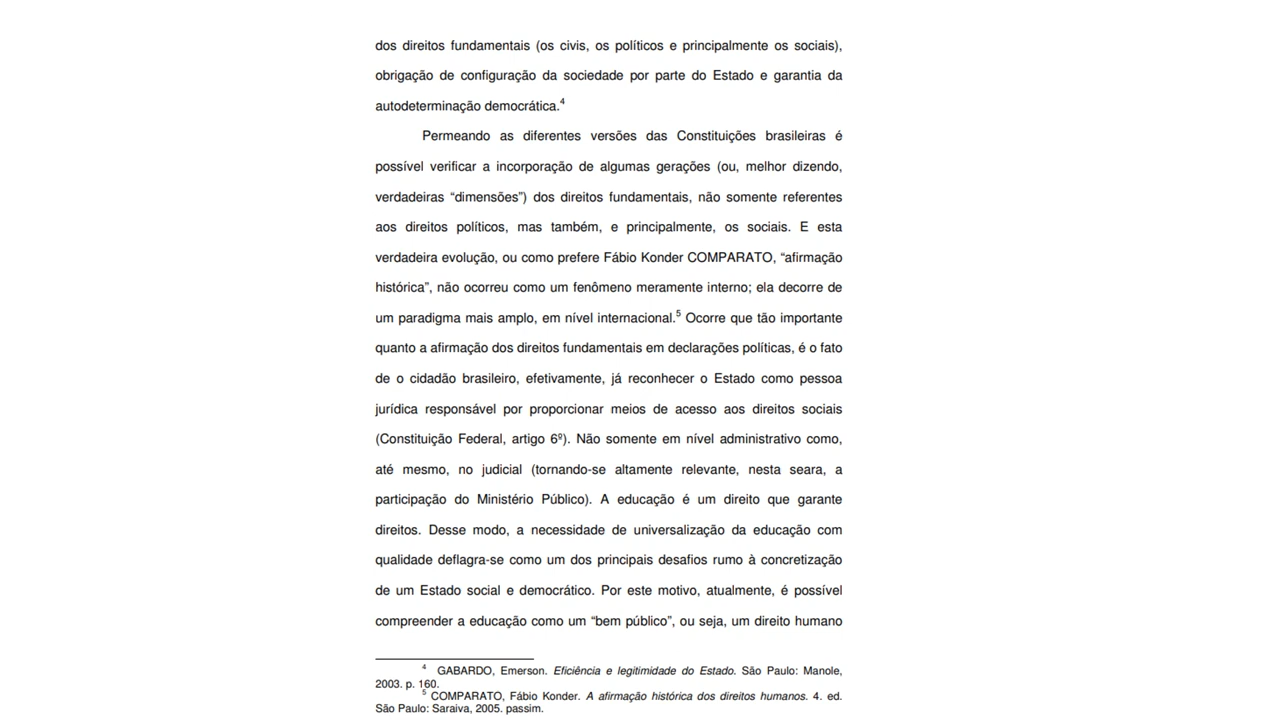 dos direitos fundamentais (os civis, os políticos e principalmente os sociais),
obrigação de configuração da sociedade por parte do Estado e garantia da
autodeterminação democrática.4
Permeando as diferentes versões das Constituições brasileiras é
possível verificar a incorporação de algumas gerações (ou, melhor dizendo,
verdadeiras “dimensões”) dos direitos fundamentais, não somente referentes
aos direitos políticos, mas também, e principalmente, os sociais. E esta
verdadeira evolução, ou como prefere Fábio Konder COMPARATO, “afirmação
histórica”, não ocorreu como um fenômeno meramente interno; ela decorre de
um paradigma mais amplo, em nível internacional.5 Ocorre que tão importante
quanto a afirmação dos direitos fundamentais em declarações políticas, é o fato
de o cidadão brasileiro, efetivamente, já reconhecer o Estado como pessoa
jurídica responsável por proporcionar meios de acesso aos direitos sociais
(Constituição Federal, artigo 6º). Não somente em nível administrativo como,
até mesmo, no judicial (tornando-se altamente relevante, nesta seara, a
participação do Ministério Público). A educação é um direito que garante
direitos. Desse modo, a necessidade de universalização da educação com
qualidade deflagra-se como um dos principais desafios rumo à concretização
de um Estado social e democrático. Por este motivo, atualmente, é possível
compreender a educação como um “bem público”, ou seja, um direito humano
4 GABARDO, Emerson. Eficiência e legitimidade do Estado. São Paulo: Manole,
2003. p. 160.
5 COMPARATO, Fábio Konder. A afirmação histórica dos direitos humanos. 4. ed.
São Paulo: Saraiva, 2005. passim.